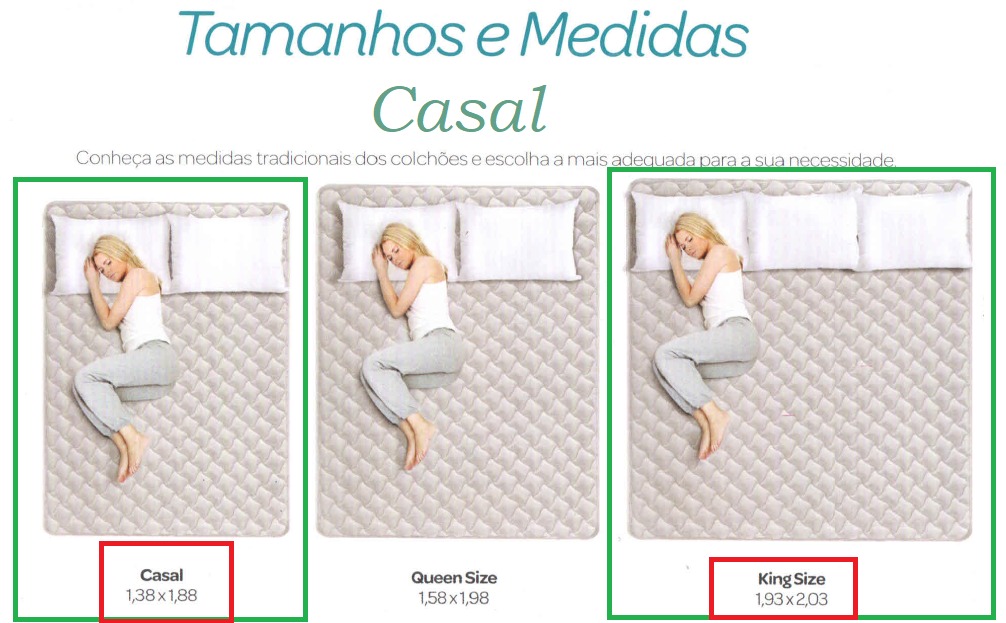 Tamanhos e Medidas
Casal
Conheça as medidas tradicionais dos colchões e escolha a mais adequada para a sua necessidade.
Casal
1,38 x 1,88
Queen Size
1,58 x 1,98
King Size
1,93 x 2,03